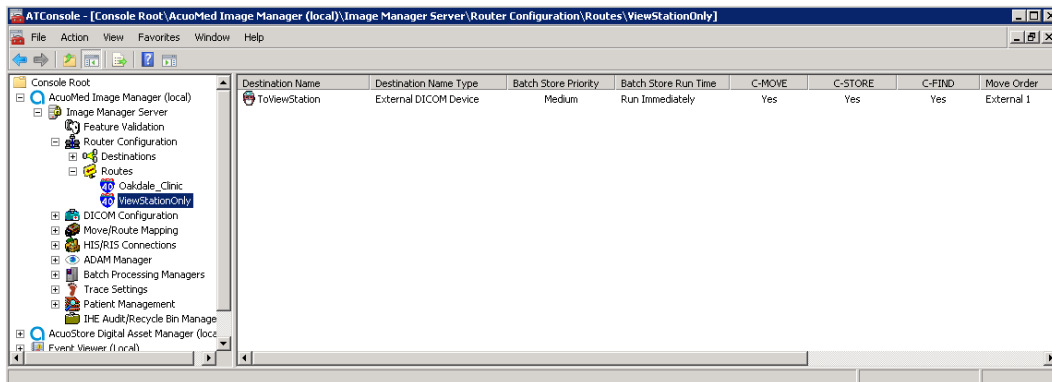 ATConsole - [Console Root\AcuoMed Image Manager (local)\Image Manager Server\Router Configuration\Routes\ViewStationOnly]
File Action View Favorites Window Help
Console Root
AcuoMed Image Manager (local)
Image Manager Server
Feature Validation
Router Configuration
Destinations
Routes
40 Oakdale_Clinic
40 ViewStationOnly
DICOM Configuration
Move/Route Mapping
HIS/RIS Connections
ADAM Manager
Batch Processing Managers
Trace Settings
Patient Management
IHE Audit/Recycle Bin Manage
AcuoStore Digital Asset Manager (loca
Event Viewer (Local)
Destination Name Destination Name Type Batch Store Priority Batch Store Run Time C-MOVE C-STORE C-FIND Move Order
ToViewStation External DICOM Device Medium Run Immediately Yes Yes Yes External 1